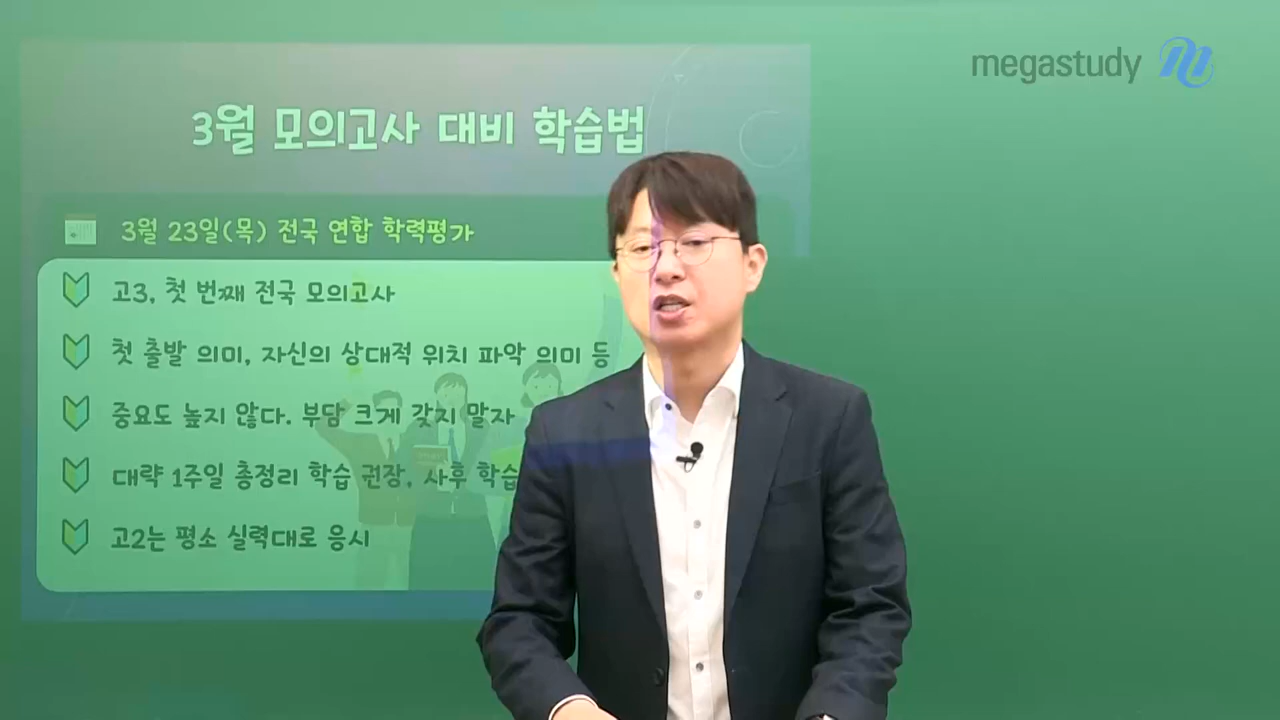 megastudy
3월 모의고사 대비 학습법
3월 23일(목) 전국 연합 학력평가
고3, 첫 번째 전국 모의고사
첫 출발 의미, 자신의 상대적 위치 파악 의미 등
중요도 높지 않다. 부담 크게 갖지 말자
대략 1주일 총정리 학습 권장, 사후 학습
고2는 평소 실력대로 응시